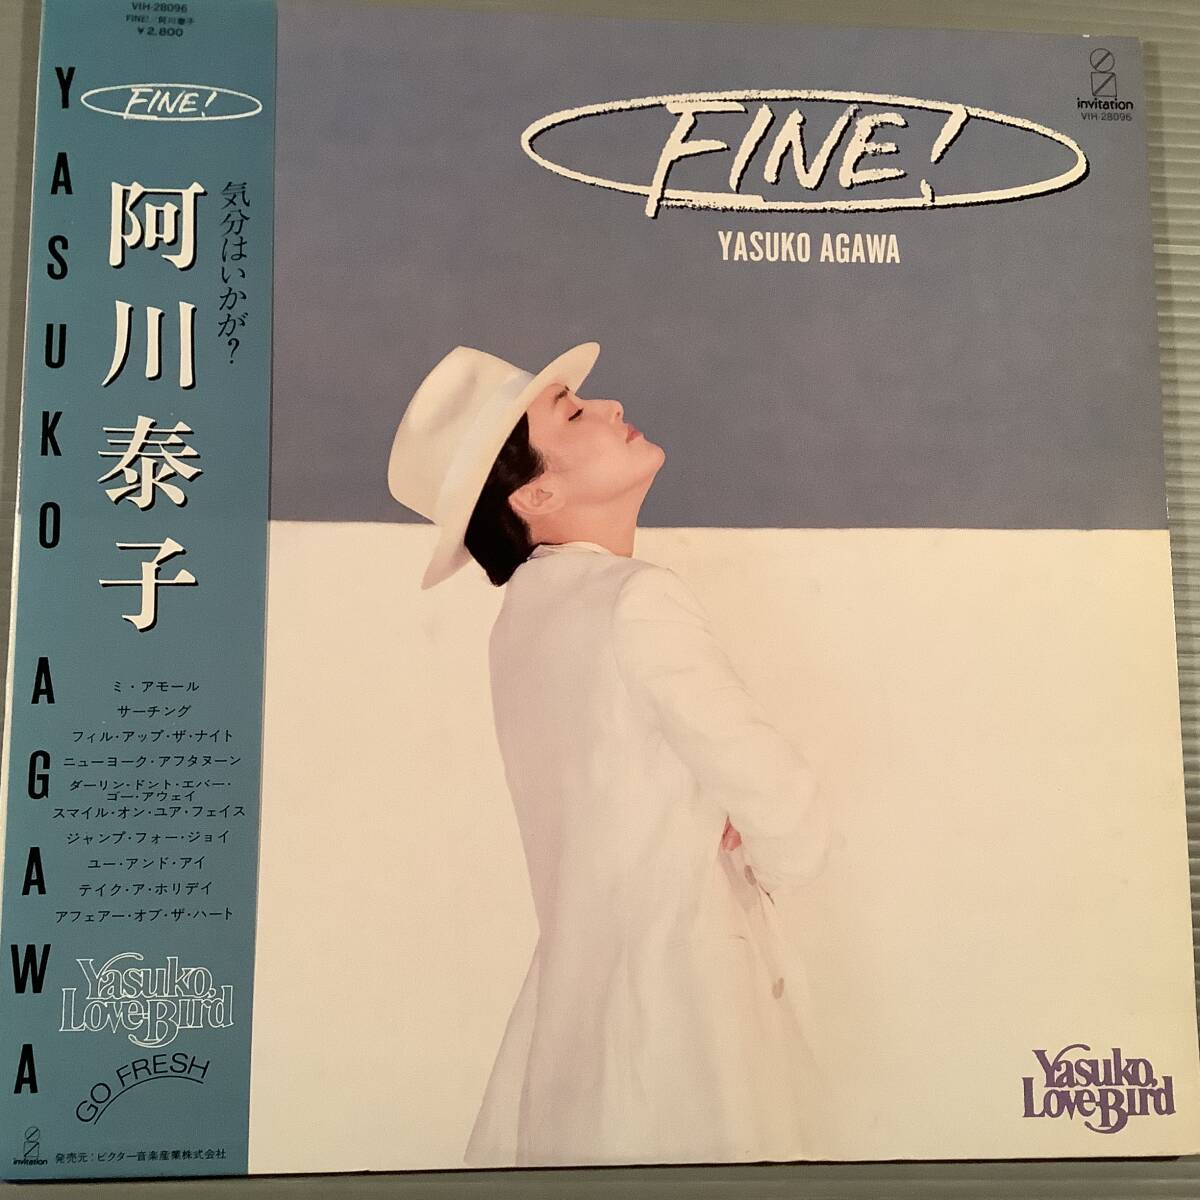 VIH-28096
FINE!／阿川泰子
￥2,800
FINE!
YASUKO AGAWA
気分はいかが?
阿川泰子
ミ・アモール
サーチング
フィル・アップ・ザ・ナイト
ニューヨーク・アフタヌーン
ダーリン・ドント・エバー・
ゴー・アウェイ
スマイル・オン・ユア・フェイス
ジャンプ・フォー・ジョイ
ユー・アンド・アイ
テイク・ア・ホリデイ
アフェアー・オブ・ザ・ハート
Yasuko,
Love-Bird
GO FRESH
invitation
発売元：ビクター音楽産業株式会社
FINE!
YASUKO AGAWA
invitation
VIH-28096
Yasuko,
Love-Bird